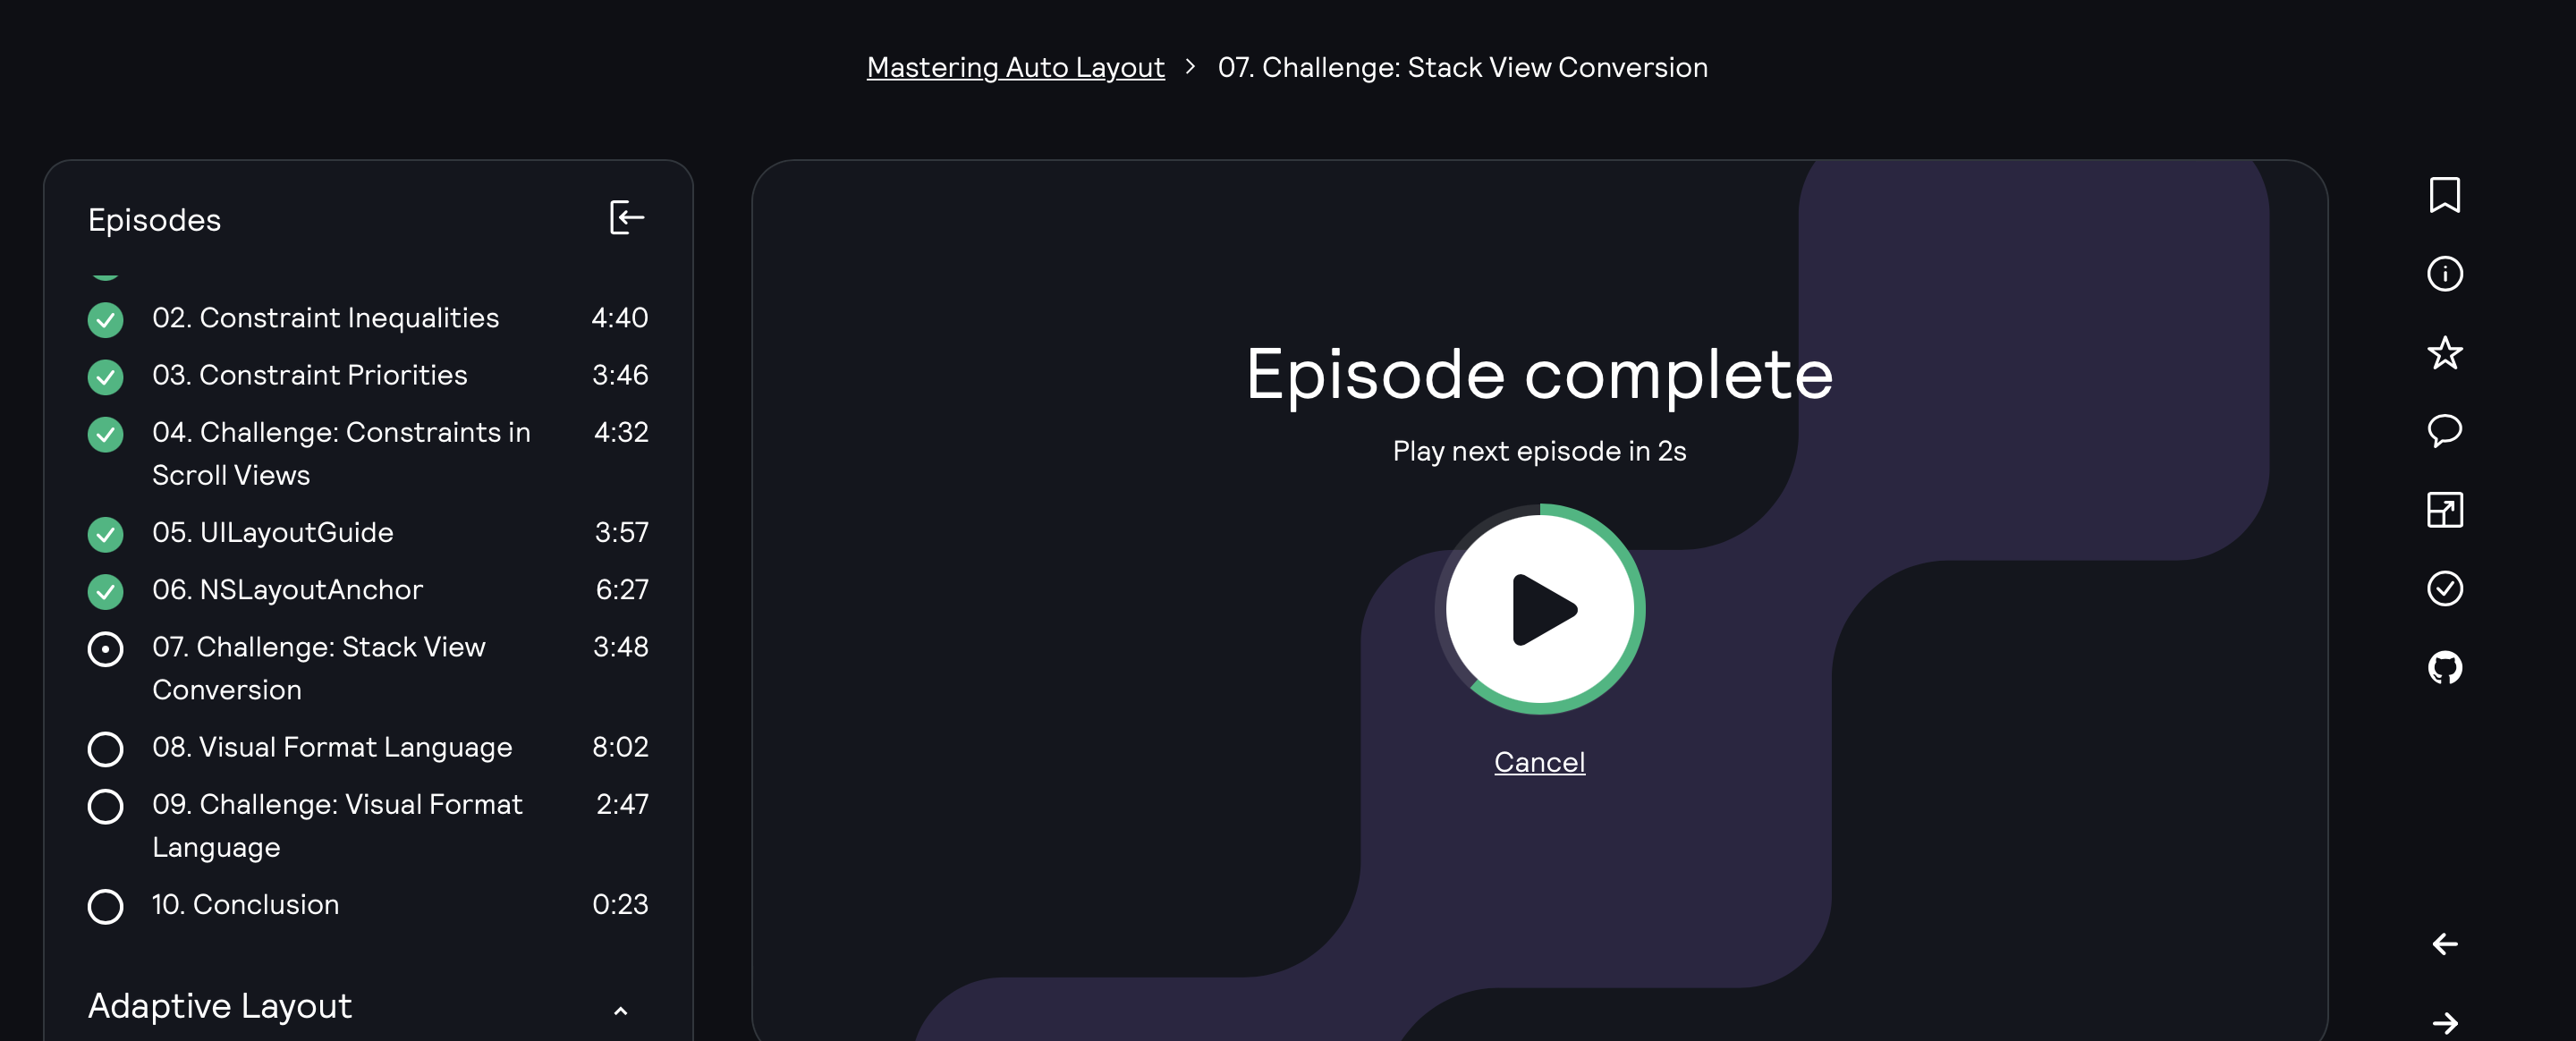 Mastering Auto Layout > 07. Challenge: Stack View Conversion
Episodes
02. Constraint Inequalities 4:40
03. Constraint Priorities 3:46
04. Challenge: Constraints in 4:32
Scroll Views
05. UILayoutGuide 3:57
06. NSLayoutAnchor 6:27
07. Challenge: Stack View 3:48
Conversion
08. Visual Format Language 8:02
09. Challenge: Visual Format 2:47
Language
10. Conclusion 0:23
Adaptive Layout
Episode complete
Play next episode in 2s
Cancel